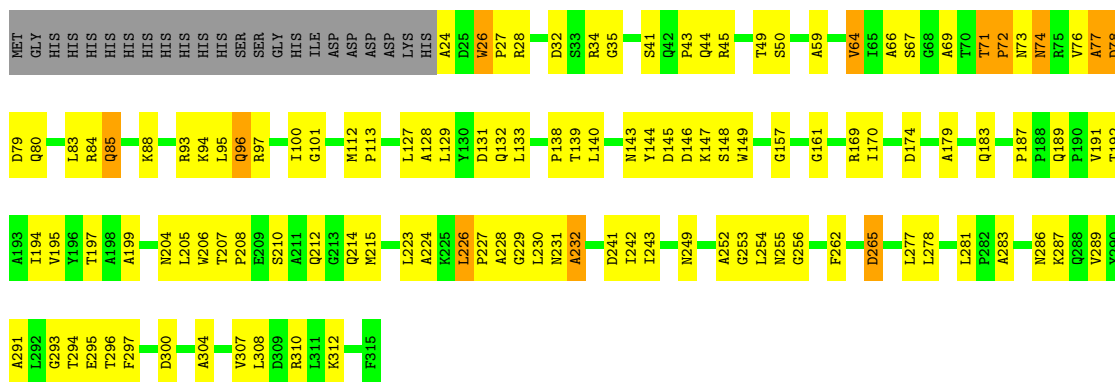 MET GLY HIS HIS HIS HIS HIS HIS HIS HIS HIS HIS SER SER GLY HIS ILE ASP ASP ASP ASP LYS HIS A24 D25 W26 P27 R28 D32 S33 R34 G35 S41 Q42 P43 Q44 R45 T49 S50 A59 V64 I65 A66 S67 G68 A69 T70 T71 P72 N73 N74 R75 V76 A77
D79 Q80 L83 R84 Q85 K88 R93 K94 L95 Q96 R97 I100 G101 M112 P113 L127 A128 L129 Y130 D131 Q132 L133 P138 T139 L140 N143 Y144 D145 D146 K147 S148 W149 G157 G161 R169 I170 D174 A179 Q183 P187 P188 Q189 P190 V191 T192
A193 I194 V195 Y196 T197 A198 A199 N204 L205 W206 T207 P208 E209 S210 A211 Q212 G213 Q214 M215 L223 A224 K225 L226 P227 A228 G229 L230 N231 A232 D241 I242 I243 N249 A252 G253 L254 N255 G256 F262 D265 L277 L278 L281 P282 A283 N286 K287 Q288 V289 Y290
A291 L292 G293 T294 E295 T296 F297 D300 A304 V307 L308 D309 R310 L311 K312 F315